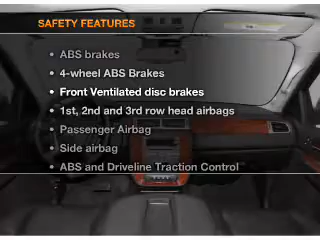 SAFETY FEATURES
• ABS brakes
• 4-wheel ABS Brakes
• Front Ventilated disc brakes
• 1st, 2nd and 3rd row head airbags
• Passenger Airbag
• Side airbag
• ABS and Driveline Traction Control